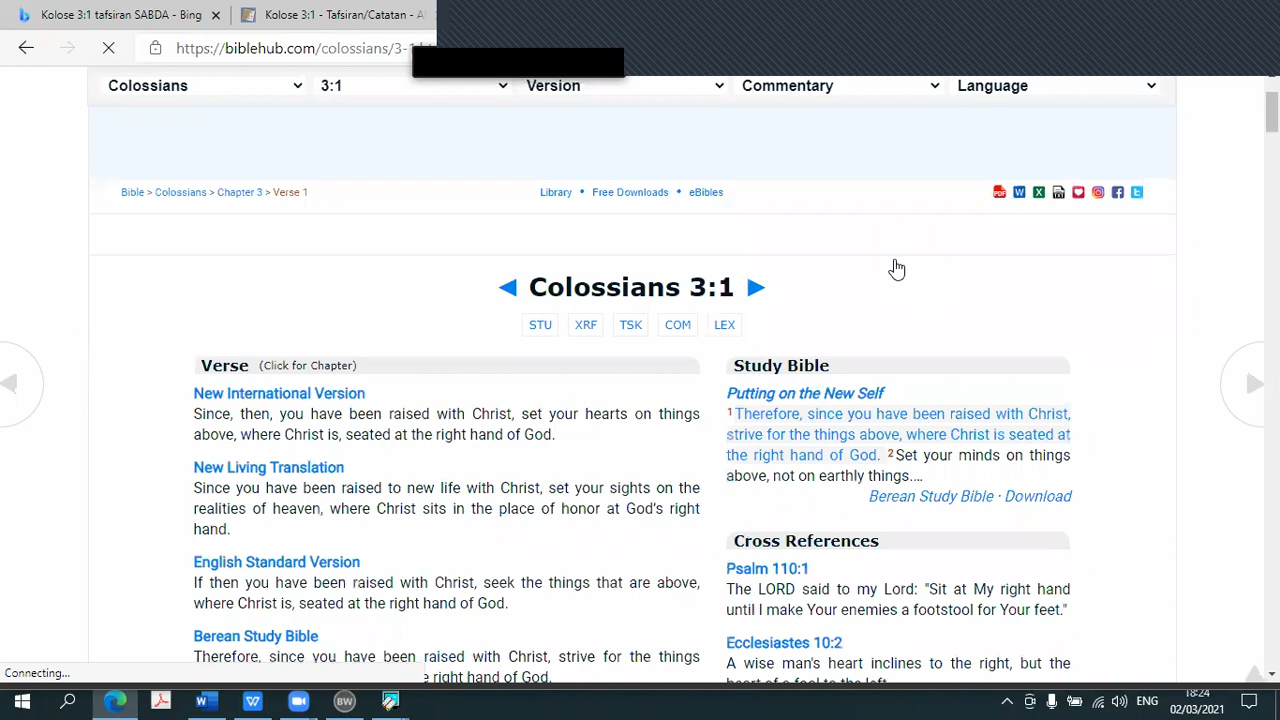 Kolose 3:1 tafsiran SABDA - Bing
Kolose 3:1 - Tafsiran/Catatan -
https://biblehub.com/colossians/3-1
Colossians 3:1 Version Commentary Language
Bible > Colossians > Chapter 3 > Verse 1
Library • Free Downloads • eBibles
Colossians 3:1
STU XRF TSK COM LEX
Verse (Click for Chapter)
New International Version
Since, then, you have been raised with Christ, set your hearts on things
above, where Christ is, seated at the right hand of God.
New Living Translation
Since you have been raised to new life with Christ, set your sights on the
realities of heaven, where Christ sits in the place of honor at God's right
hand.
English Standard Version
If then you have been raised with Christ, seek the things that are above,
where Christ is, seated at the right hand of God.
Berean Study Bible
Therefore, since you have been raised with Christ, strive for the things
right hand of God.
Study Bible
Putting on the New Self
1 Therefore, since you have been raised with Christ,
strive for the things above, where Christ is seated at
the right hand of God. 2 Set your minds on things
above, not on earthly things....
Berean Study Bible · Download
Cross References
Psalm 110:1
The LORD said to my Lord: "Sit at My right hand
until I make Your enemies a footstool for Your feet."
Ecclesiastes 10:2
A wise man's heart inclines to the right, but the
heart of a fool to the left.
Connecting...
BW
ENG
18:24
02/03/2021